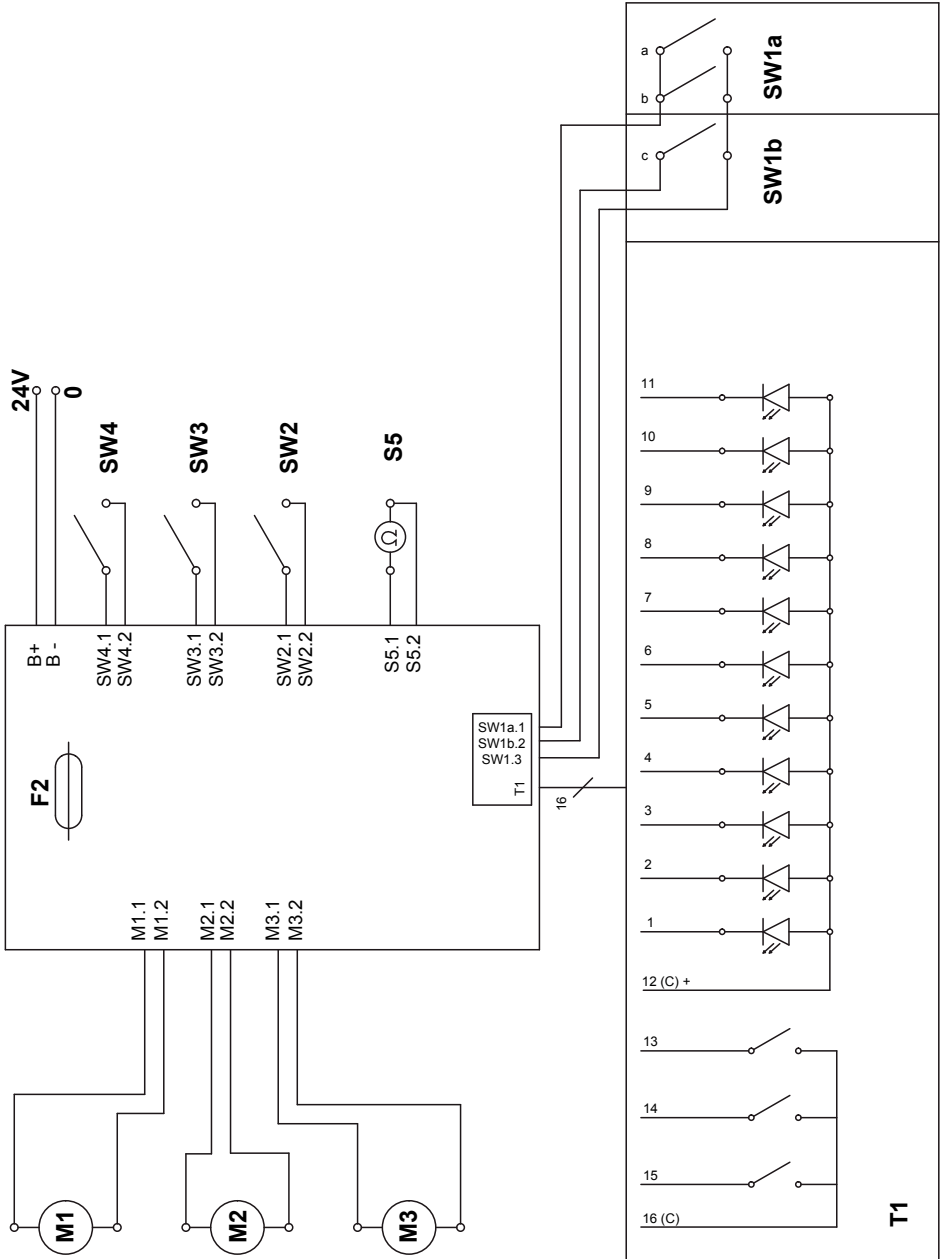 a
b
SW1a
c
SW1b
24V
0
SW4
SW3
SW2
S5
Ω
B+
B -
SW4.1
SW4.2
SW3.1
SW3.2
SW2.1
SW2.2
S5.1
S5.2
F2
SW1a.1
SW1b.2
SW1.3
T1
16
M1.1
M1.2
M2.1
M2.2
M3.1
M3.2
M1
M2
M3
11
10
9
8
7
6
5
4
3
2
1
12 (C) +
13
14
15
16 (C)
T1